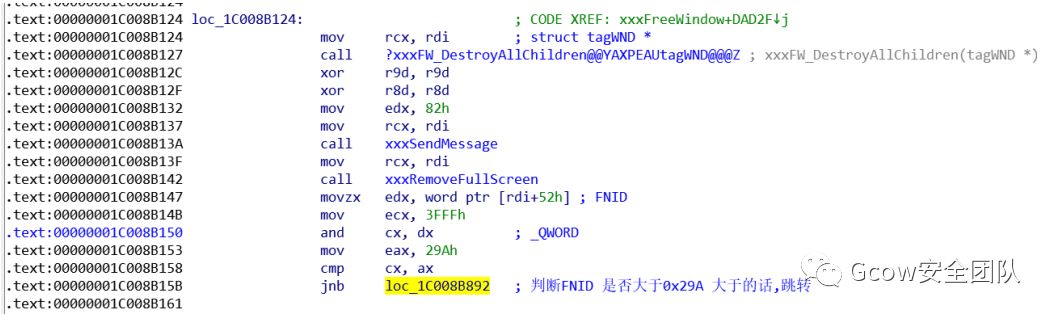 .text:00000001C008B124 loc_1C008B124: ; CODE XREF: xxxFreeWindow+DAD2F↓j
.text:00000001C008B124 mov rcx, rdi ; struct tagWND *
.text:00000001C008B127 call ?xxxFW_DestroyAllChildren@@YAXPEAUtagWND@@@Z ; xxxFW_DestroyAllChildren(tagWND *)
.text:00000001C008B12C xor r9d, r9d
.text:00000001C008B12F xor r8d, r8d
.text:00000001C008B132 mov edx, 82h
.text:00000001C008B137 mov rcx, rdi
.text:00000001C008B13A call xxxSendMessage
.text:00000001C008B13F mov rcx, rdi
.text:00000001C008B142 call xxxRemoveFullScreen
.text:00000001C008B147 movzx edx, word ptr [rdi+52h] ; FNID
.text:00000001C008B14B mov ecx, 3FFFh
.text:00000001C008B150 and cx, dx ; _QWORD
.text:00000001C008B153 mov eax, 29Ah
.text:00000001C008B158 cmp cx, ax
.text:00000001C008B15B jnb loc_1C008B892 ; 判断FNID 是否大于0x29A 大于的话,跳转
.text:00000001C008B161
Gcow安全团队